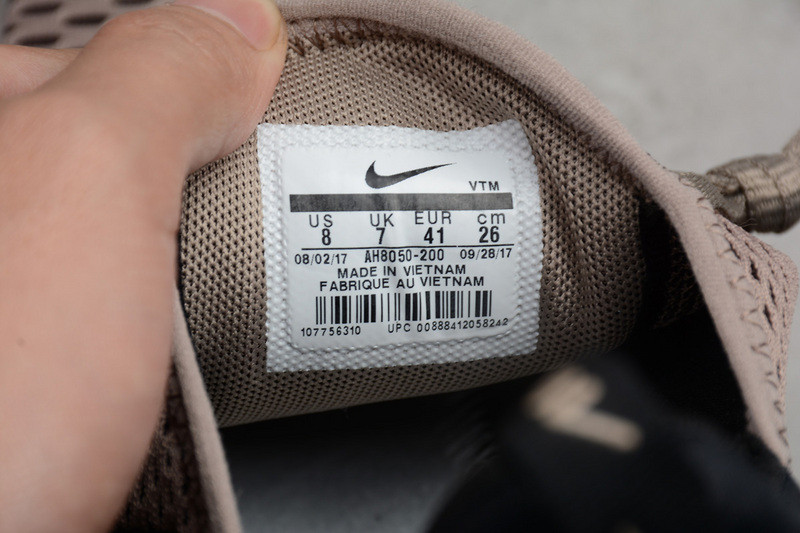 VTM
US UK EUR cm
8 7 41 26
08/02/17 AH8050-200 09/28/17
MADE IN VIETNAM
FABRIQUE AU VIETNAM
107756310 UPC 00888412058242